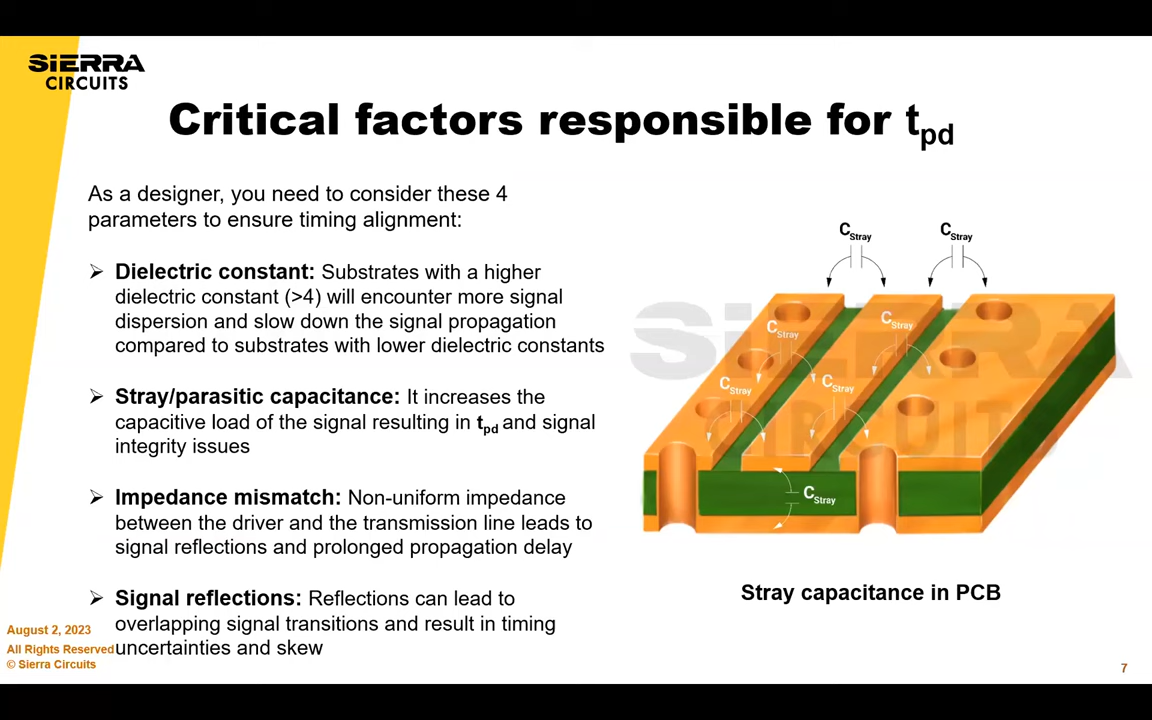 SIERRA
CIRCUITS
Critical factors responsible for tpd
As a designer, you need to consider these 4
parameters to ensure timing alignment:
➢ Dielectric constant: Substrates with a higher
dielectric constant (>4) will encounter more signal
dispersion and slow down the signal propagation
compared to substrates with lower dielectric constants
➢ Stray/parasitic capacitance: It increases the
capacitive load of the signal resulting in tpd and signal
integrity issues
➢ Impedance mismatch: Non-uniform impedance
between the driver and the transmission line leads to
signal reflections and prolonged propagation delay
➢ Signal reflections: Reflections can lead to
overlapping signal transitions and result in timing
uncertainties and skew
CStray
CStray
SIERRA
CIRCUITS
CStray
CStray
CStray
CStray
CStray
Stray capacitance in PCB
August 2, 2023
All Rights Reserved
© Sierra Circuits
7